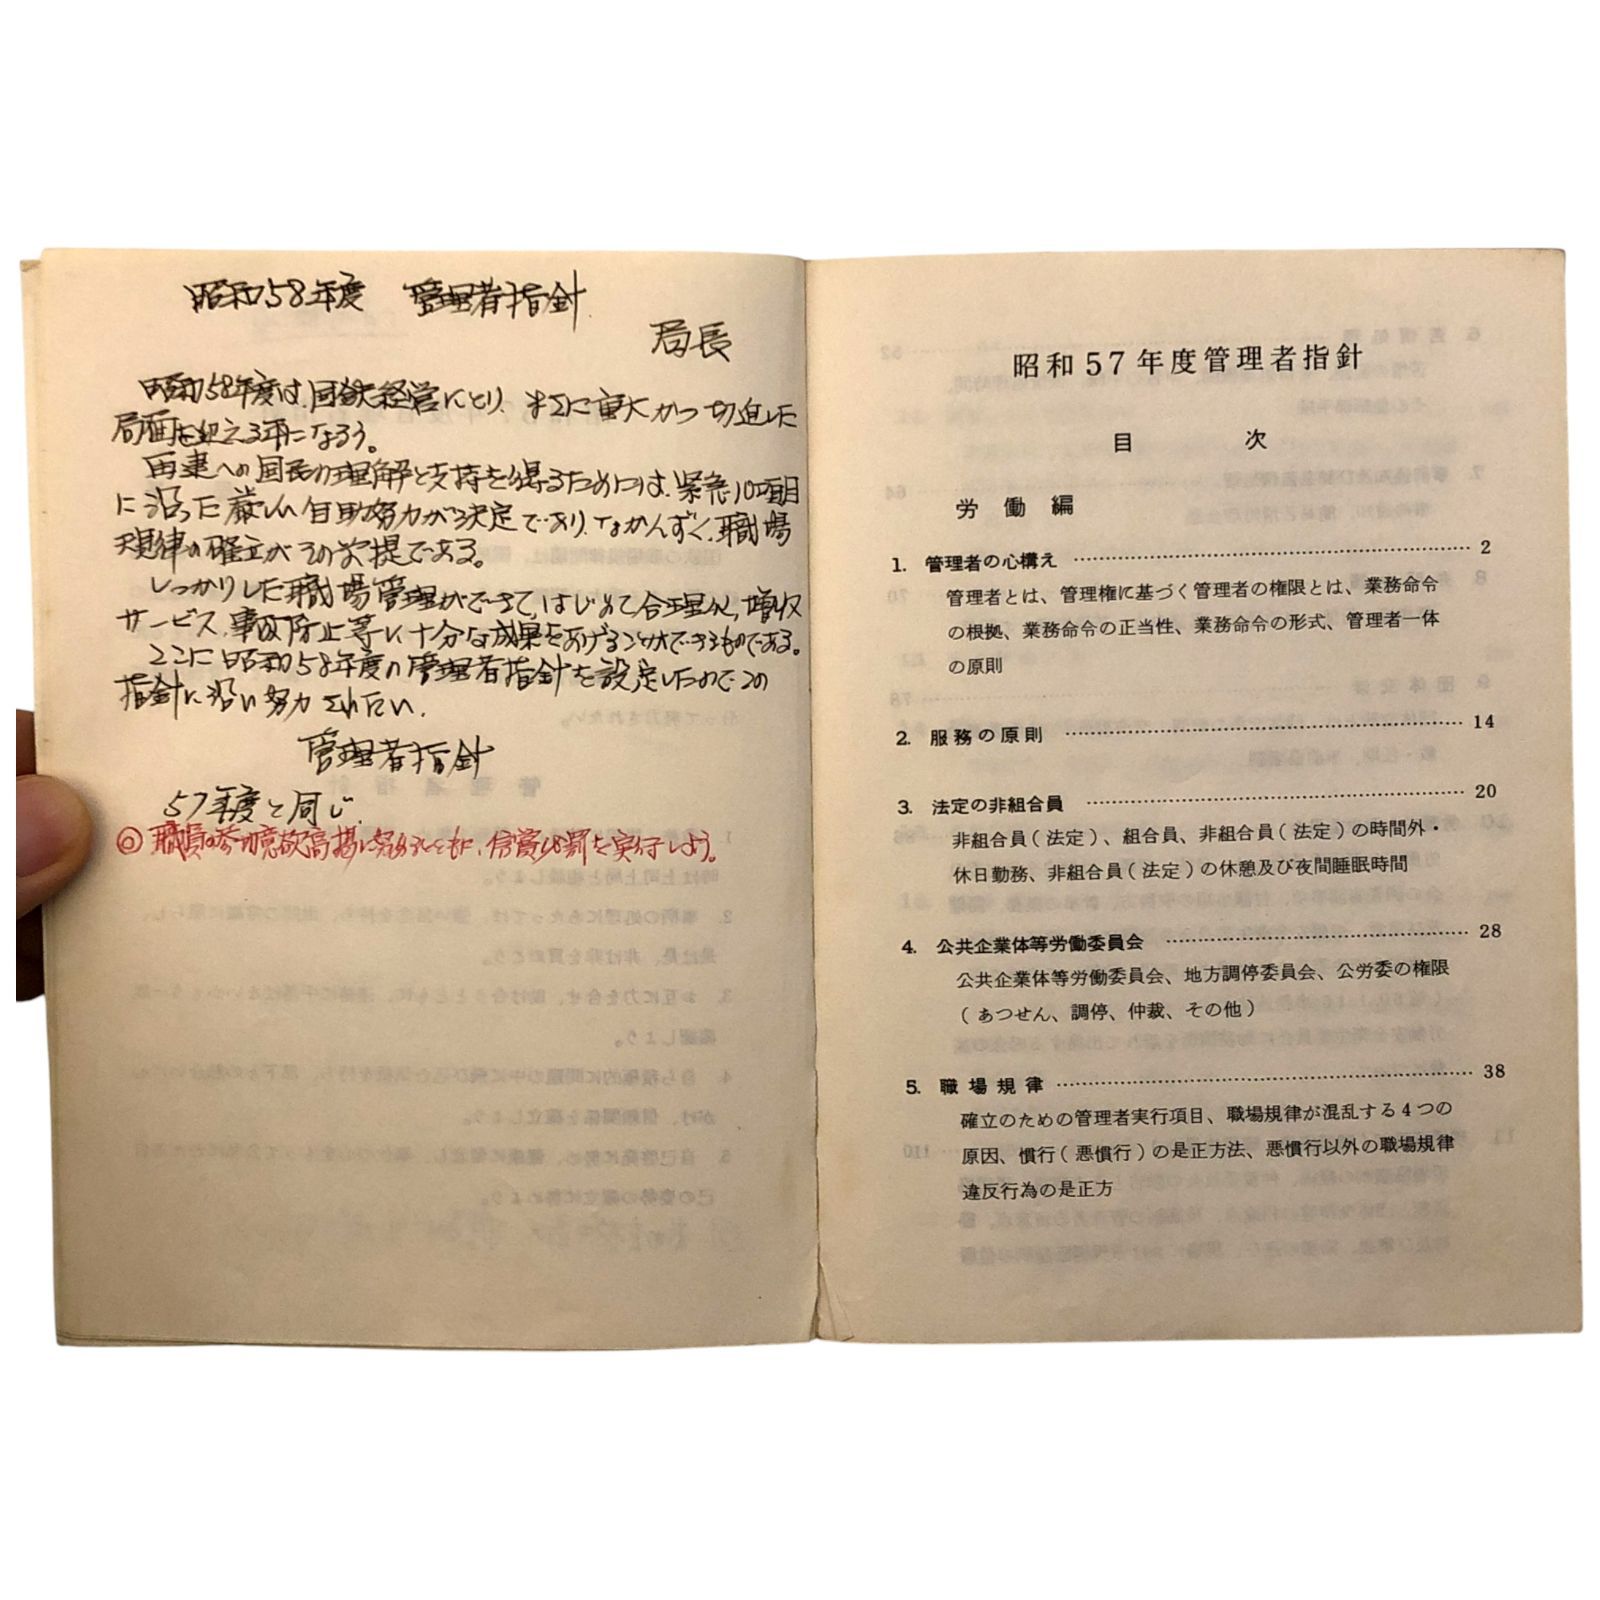 昭和58年度 管理者指針
局長
昭和58年度は、国鉄経営にとり、まさに重大かつ切迫した
局面を迎える年になろう。
再建への国民の理解と支持を得るためには、緊急10項目
に沿った厳しい自助努力が決定であり、なかんずく、職場
規律の確立がその前提である。
しっかりした職場管理ができて、はじめて合理化、増収
サービス、事故防止等に十分な成果をあげることができるものである。
ここに昭和58年度の管理者指針を設定したのでこの
指針に沿い努力されたい.
管理者指針
57年度と同じ.
◎職員の参加意欲高揚に努めるとともに、信賞必罰を実行しよう。
昭和57年度管理者指針
目 次
労働編
1. 管理者の心構え …… 2
管理者とは、管理権に基づく管理者の権限とは、業務命令
の根拠、業務命令の正当性、業務命令の形式、管理者一体
の原則
2. 服務の原則 …… 14
3. 法定の非組合員 …… 20
非組合員(法定)、組合員、非組合員(法定)の時間外・
休日勤務、非組合員(法定)の休憩及び夜間睡眠時間
4. 公共企業体等労働委員会 …… 28
公共企業体等労働委員会、地方調停委員会、公労委の権限
(あつせん、調停、仲裁、その他)
5. 職場規律 …… 38
確立のための管理者実行項目、職場規律が混乱する4つの
原因、慣行(悪慣行)の是正方法、悪慣行以外の職場規律
違反行為の是正方